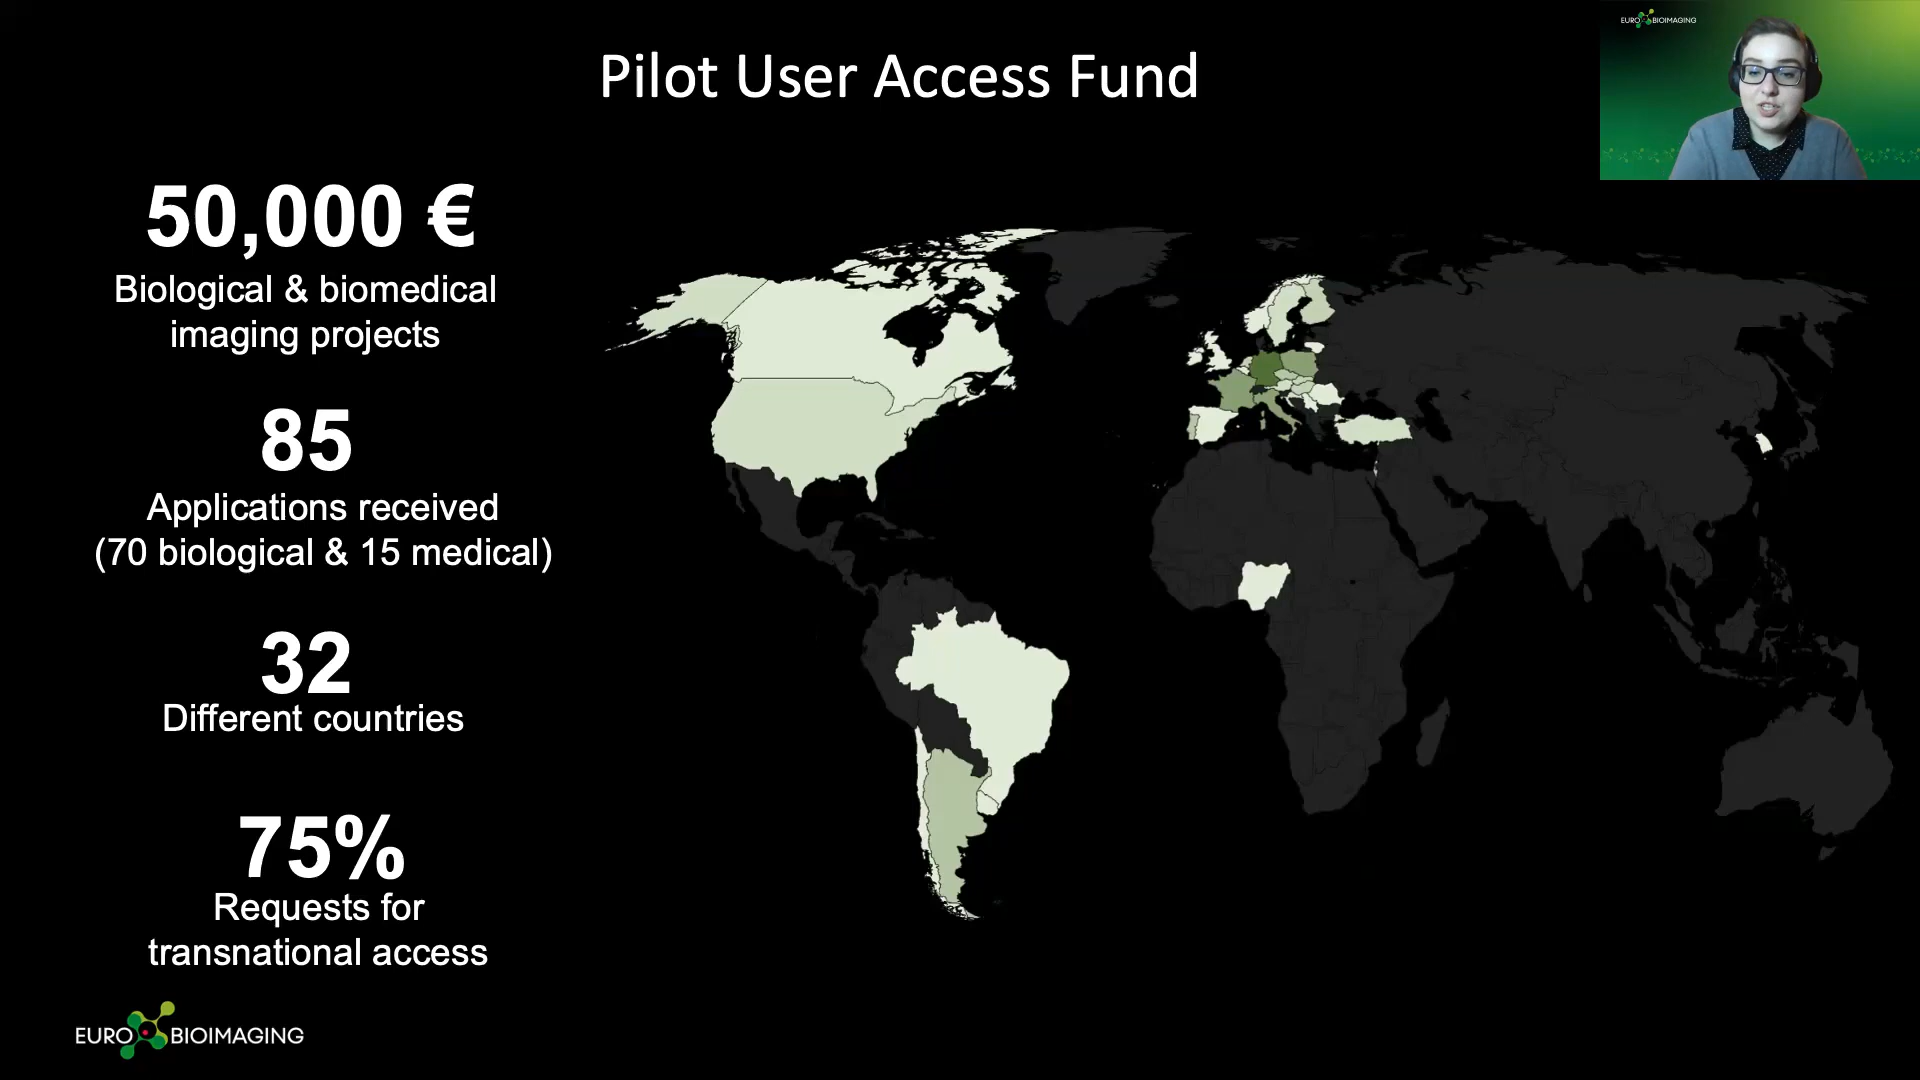 Pilot User Access Fund
EURO BIOIMAGING
50,000 €
Biological & biomedical
imaging projects
85
Applications received
(70 biological & 15 medical)
32
Different countries
75%
Requests for
transnational access
EURO BIOIMAGING